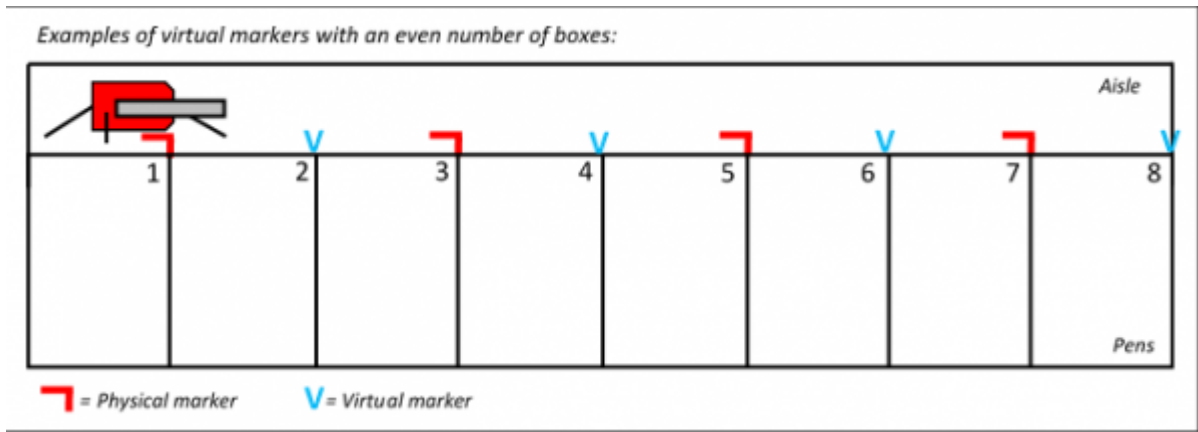 Examples of virtual markers with an even number of boxes:
Aisle
V V V V
1 2 3 4 5 6 7 8
Pens
= Physical marker V = Virtual marker